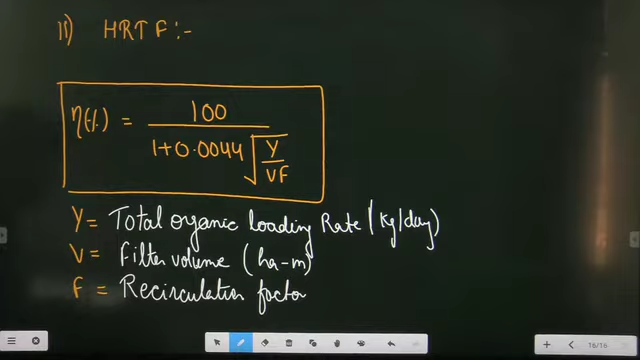 11) HRTF :-
η(%) = 100 / 1+0.0044 √ Y / VF
Y = Total organic loading Rate (kg/day)
V = Filter volume (ha-m)
F = Recirculation factor
16/16